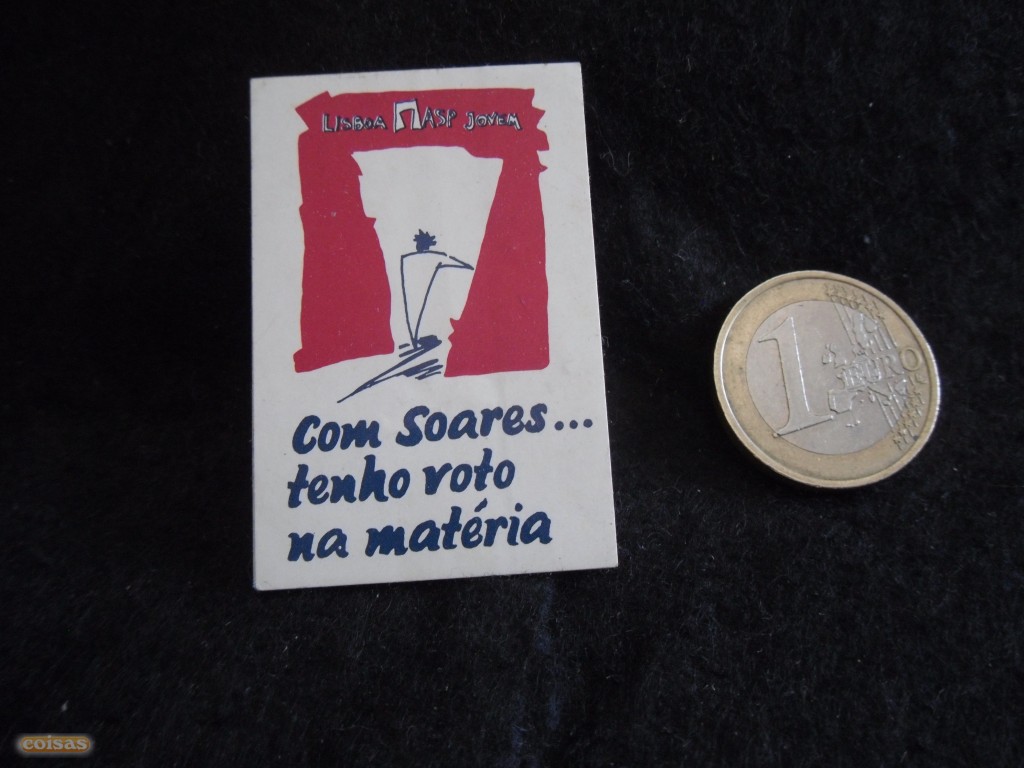 LISBOA MASP JOVEM
Com Soares...
tenho voto
na matéria
1
EURO
coisas